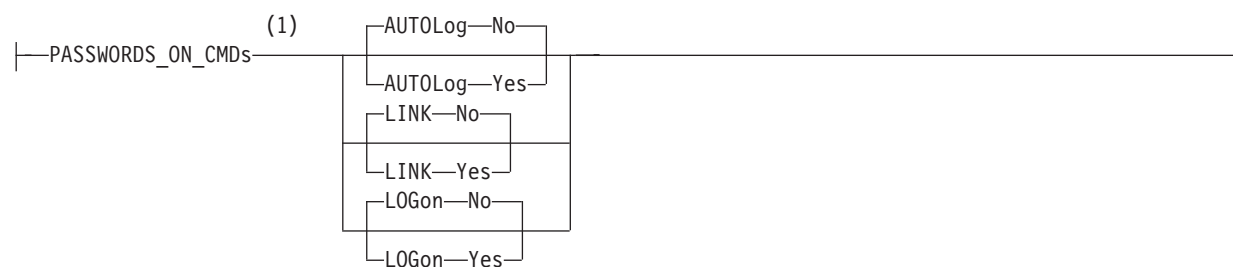 (1)
AUTOLog No
PASSWORDS_ON_CMDs
AUTOLog Yes
LINK No
LINK Yes
LOGon No
LOGon Yes